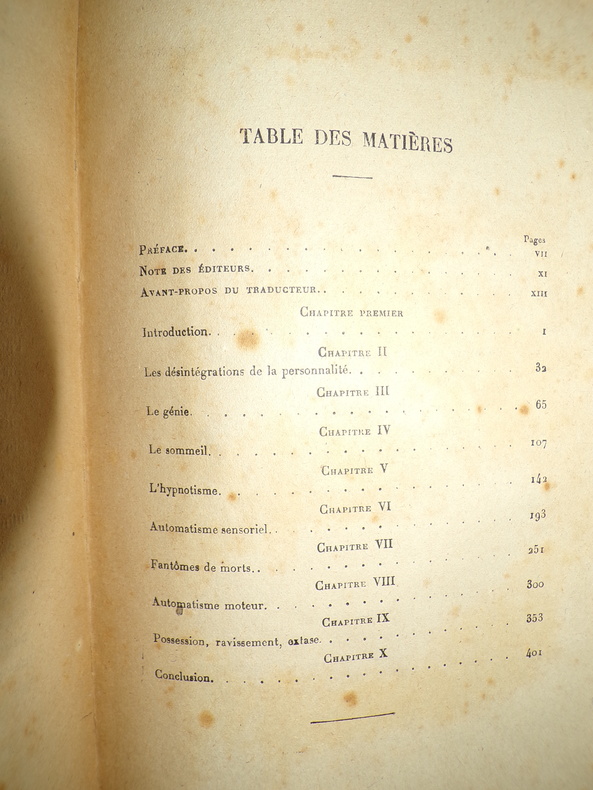 TABLE DES MATIÈRES
Pages
PRÉFACE. . . . . . . . . . . . . . . . VII
NOTE DES ÉDITEURS. . . . . . . . . . . . . XI
AVANT-PROPOS DU TRADUCTEUR. . . . . . . . . . XIII
CHAPITRE PREMIER
Introduction. . . . . . . . . . . . . . . 1
CHAPITRE II
Les désintégrations de la personnalité. . . . . . . . 32
CHAPITRE III
Le génie. . . . . . . . . . . . . . . . 65
CHAPITRE IV
Le sommeil. . . . . . . . . . . . . . . 107
CHAPITRE V
L'hypnotisme. . . . . . . . . . . . . . . 142
CHAPITRE VI
Automatisme sensoriel. . . . . . . . . . . . . 193
CHAPITRE VII
Fantômes de morts. . . . . . . . . . . . . . 251
CHAPITRE VIII
Automatisme moteur. . . . . . . . . . . . . 300
CHAPITRE IX
Possession, ravissement, extase. . . . . . . . . . 353
CHAPITRE X
Conclusion. . . . . . . . . . . . . . . 401